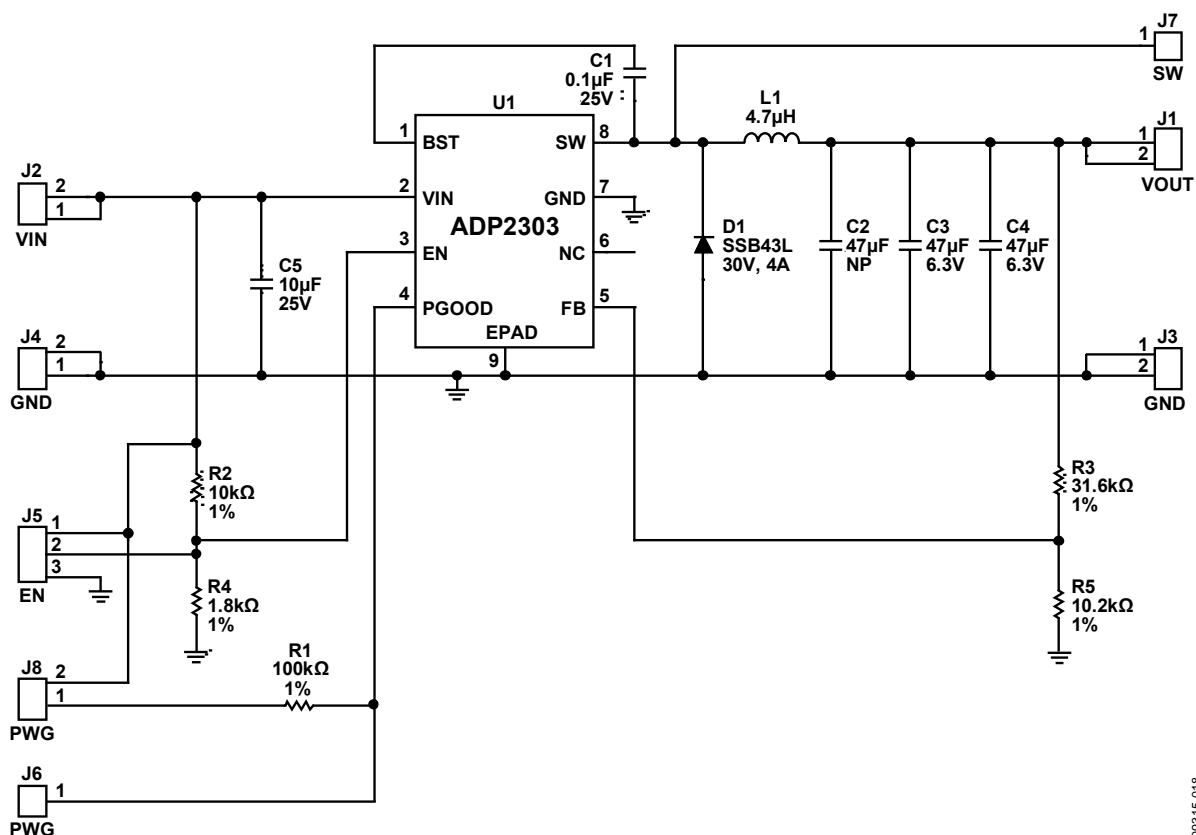 J7
1
SW
C1
0.1µF
25V
U1
L1
4.7µH
1
BST
SW
8
J1
1
2
VOUT
J2
2
1
VIN
2
VIN
GND
7
ADP2303
3
EN
NC
6
4
PGOOD
FB
5
EPAD
9
C5
10µF
25V
D1
SSB43L
30V, 4A
C2
47µF
NP
C3
47µF
6.3V
C4
47µF
6.3V
J4
2
1
GND
J3
1
2
GND
R2
10kΩ
1%
R3
31.6kΩ
1%
J5
1
2
3
EN
R4
1.8kΩ
1%
R5
10.2kΩ
1%
J8
2
1
PWG
R1
100kΩ
1%
J6
1
PWG